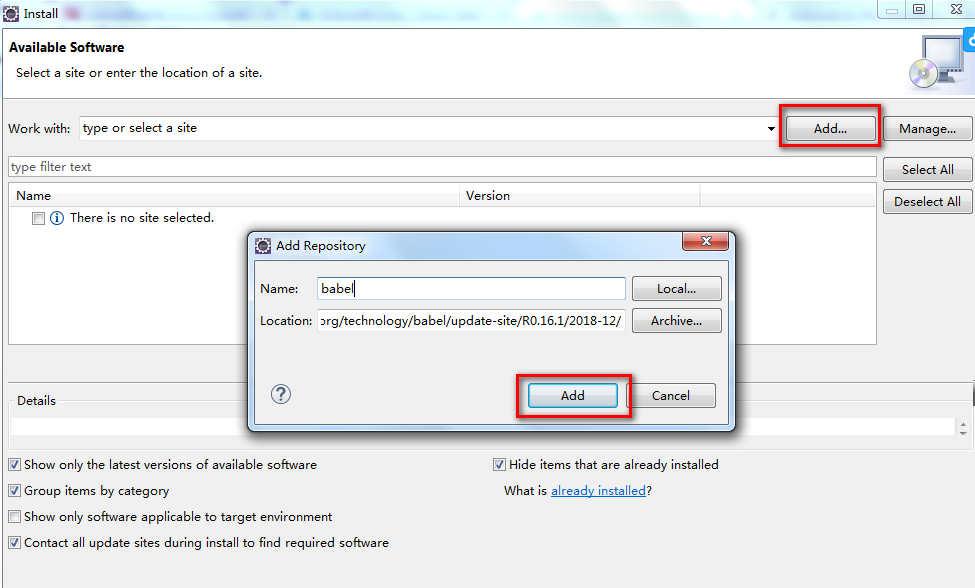 Install
Available Software
Select a site or enter the location of a site.
Work with: type or select a site Add... Manage...
type filter text Select All
Name Version Deselect All
There is no site selected.
Add Repository
Name: babel Local...
Location: org/technology/babel/update-site/R0.16.1/2018-12/ Archive...
? Add Cancel
Details
Show only the latest versions of available software Hide items that are already installed
Group items by category What is already installed?
Show only software applicable to target environment
Contact all update sites during install to find required software